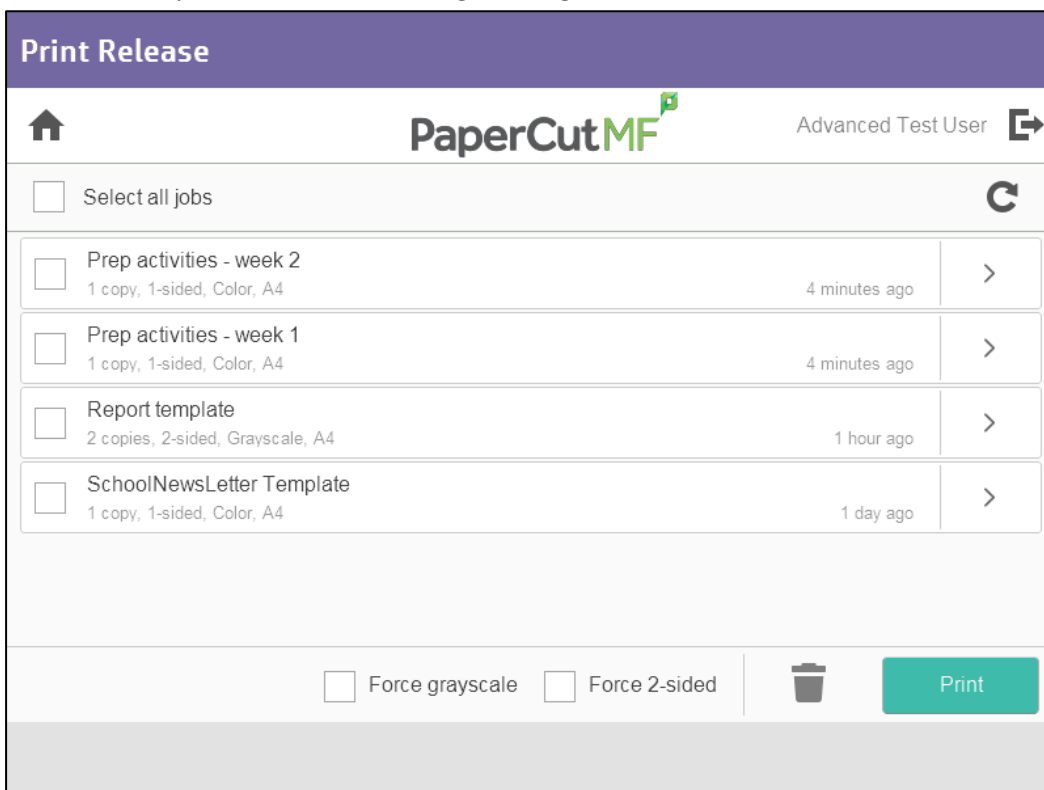 Print Release
PaperCutMF
Advanced Test User
Select all jobs
Prep activities - week 2
1 copy, 1-sided, Color, A4
4 minutes ago
Prep activities - week 1
1 copy, 1-sided, Color, A4
4 minutes ago
Report template
2 copies, 2-sided, Grayscale, A4
1 hour ago
SchoolNewsLetter Template
1 copy, 1-sided, Color, A4
1 day ago
Force grayscale
Force 2-sided
Print